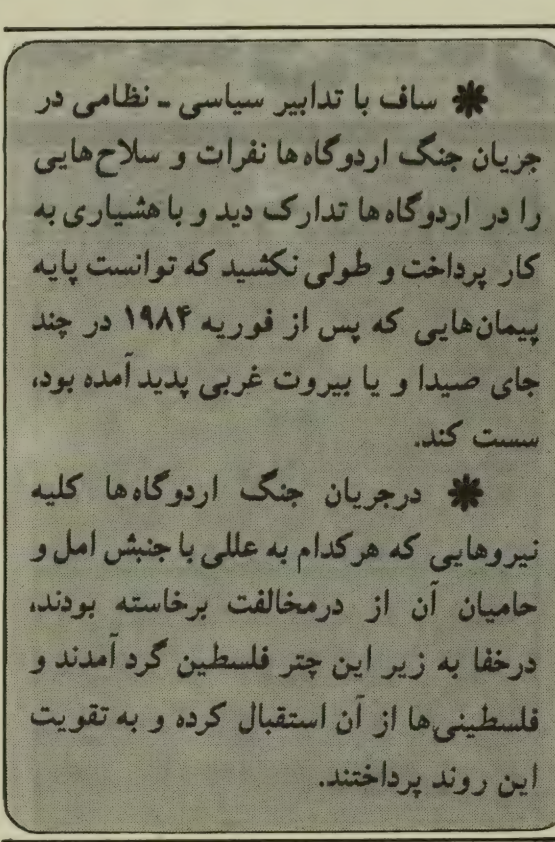 ❋ ساف با تدابیر سیاسی ـ نظامی در
جریان جنگ اردوگاه‌ها نفرات و سلاح‌هایی
را در اردوگاه‌ها تدارک دید و با هشیاری به
کار پرداخت و طولی نکشید که توانست پایه
پیمان‌هایی که پس از فوریه ۱۹۸۴ در چند
جای صیدا و یا بیروت غربی پدید آمده بود،
سست کند.
❋ درجریان جنگ اردوگاه‌ها کلیه
نیروهایی که هرکدام به عللی با جنبش امل و
حامیان آن از درمخالفت برخاسته بودند،
درخفا به زیر این چتر فلسطین گرد آمدند و
فلسطینی‌ها از آن استقبال کرده و به تقویت
این روند پرداختند.